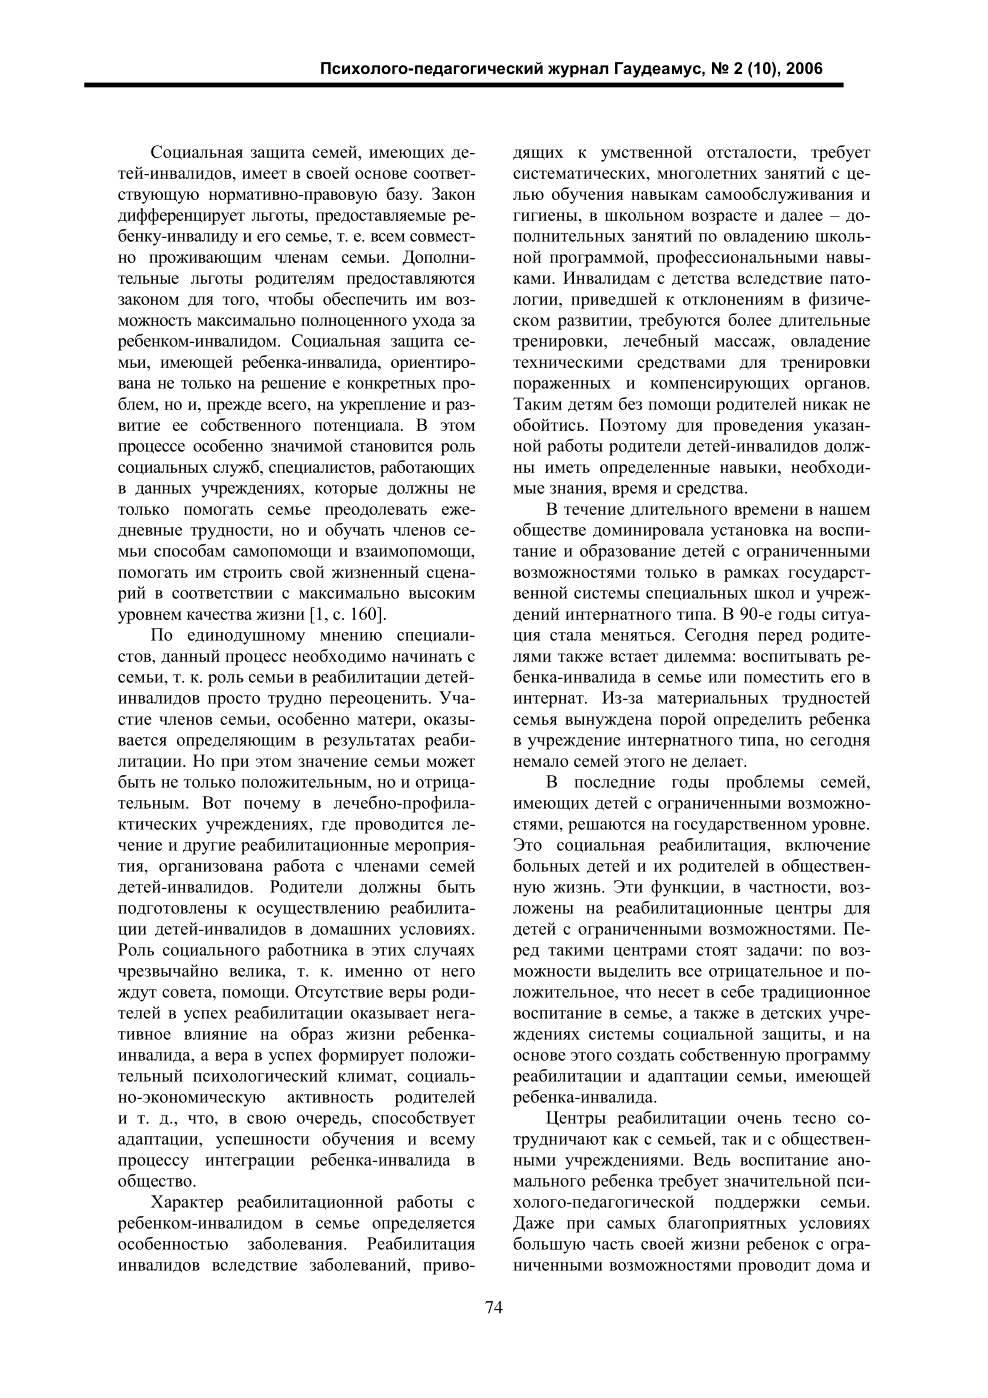 Психолого-педагогический журнал Гаудеамус, № 2 (10), 2006
Социальная защита семей, имеющих де-
тей-инвалидов, имеет в своей основе соответ-
ствующую нормативно-правовую базу. Закон
дифференцирует льготы, предоставляемые ре-
бенку-инвалиду и его семье, т. е. всем совмест-
но проживающим членам семьи. Дополни-
тельные льготы родителям предоставляются
законом для того, чтобы обеспечить им воз-
можность максимально полноценного ухода за
ребенком-инвалидом. Социальная защита се-
мьи, имеющей ребенка-инвалида, ориентиро-
вана не только на решение е конкретных про-
блем, но и, прежде всего, на укрепление и раз-
витие ее собственного потенциала. В этом
процессе особенно значимой становится роль
социальных служб, специалистов, работающих
в данных учреждениях, которые должны не
только помогать семье преодолевать еже-
дневные трудности, но и обучать членов се-
мьи способам самопомощи и взаимопомощи,
помогать им строить свой жизненный сцена-
рий в соответствии с максимально высоким
уровнем качества жизни [1, с. 160].
По единодушному мнению специали-
стов, данный процесс необходимо начинать с
семьи, т. к. роль семьи в реабилитации детей-
инвалидов просто трудно переоценить. Уча-
стие членов семьи, особенно матери, оказы-
вается определяющим в результатах реаби-
литации. Но при этом значение семьи может
быть не только положительным, но и отрица-
тельным. Вот почему в лечебно-профила-
ктических учреждениях, где проводится ле-
чение и другие реабилитационные мероприя-
тия, организована работа с членами семей
детей-инвалидов. Родители должны быть
подготовлены к осуществлению реабилита-
ции детей-инвалидов в домашних условиях.
Роль социального работника в этих случаях
чрезвычайно велика, т. к. именно от него
ждут совета, помощи. Отсутствие веры роди-
телей в успех реабилитации оказывает нега-
тивное влияние на образ жизни ребенка-
инвалида, а вера в успех формирует положи-
тельный психологический климат, социаль-
но-экономическую активность родителей
и т. д., что, в свою очередь, способствует
адаптации, успешности обучения и всему
процессу интеграции ребенка-инвалида в
общество.
Характер реабилитационной работы с
ребенком-инвалидом в семье определяется
особенностью заболевания. Реабилитация
инвалидов вследствие заболеваний, приво-
дящих к умственной отсталости, требует
систематических, многолетних занятий с це-
лью обучения навыкам самообслуживания и
гигиены, в школьном возрасте и далее – до-
полнительных занятий по овладению школь-
ной программой, профессиональными навы-
ками. Инвалидам с детства вследствие пато-
логии, приведшей к отклонениям в физиче-
ском развитии, требуются более длительные
тренировки, лечебный массаж, овладение
техническими средствами для тренировки
пораженных и компенсирующих органов.
Таким детям без помощи родителей никак не
обойтись. Поэтому для проведения указан-
ной работы родители детей-инвалидов долж-
ны иметь определенные навыки, необходи-
мые знания, время и средства.
В течение длительного времени в нашем
обществе доминировала установка на воспи-
тание и образование детей с ограниченными
возможностями только в рамках государст-
венной системы специальных школ и учреж-
дений интернатного типа. В 90-е годы ситуа-
ция стала меняться. Сегодня перед родите-
лями также встает дилемма: воспитывать ре-
бенка-инвалида в семье или поместить его в
интернат. Из-за материальных трудностей
семья вынуждена порой определить ребенка
в учреждение интернатного типа, но сегодня
немало семей этого не делает.
В последние годы проблемы семей,
имеющих детей с ограниченными возможно-
стями, решаются на государственном уровне.
Это социальная реабилитация, включение
больных детей и их родителей в обществен-
ную жизнь. Эти функции, в частности, воз-
ложены на реабилитационные центры для
детей с ограниченными возможностями. Пе-
ред такими центрами стоят задачи: по воз-
можности выделить все отрицательное и по-
ложительное, что несет в себе традиционное
воспитание в семье, а также в детских учре-
ждениях системы социальной защиты, и на
основе этого создать собственную программу
реабилитации и адаптации семьи, имеющей
ребенка-инвалида.
Центры реабилитации очень тесно со-
трудничают как с семьей, так и с обществен-
ными учреждениями. Ведь воспитание ано-
мального ребенка требует значительной пси-
холого-педагогической поддержки семьи.
Даже при самых благоприятных условиях
большую часть своей жизни ребенок с огра-
ниченными возможностями проводит дома и
74